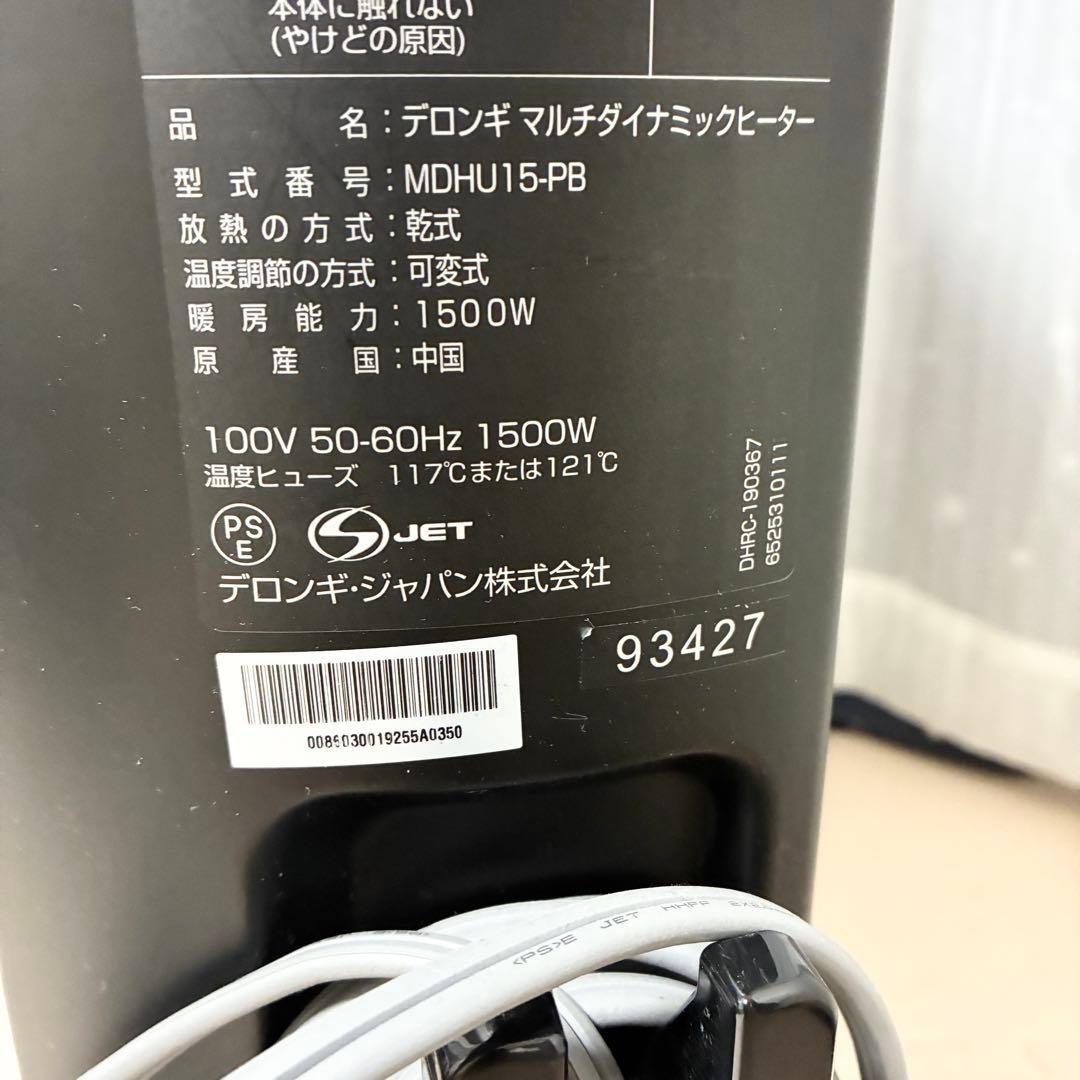 本体に触れない
(やけどの原因)
品名：デロンギ マルチダイナミックヒーター
型式番号：MDHU15-PB
放熱の方式：乾式
温度調節の方式：可変式
暖房能力：1500W
原産国：中国
100V 50-60Hz 1500W
温度ヒューズ 117℃または121℃
PS
E
JET
デロンギ・ジャパン株式会社
DHRC-190367
6525310111
93427
0086030019255A0350
<PS>E JET HHFF